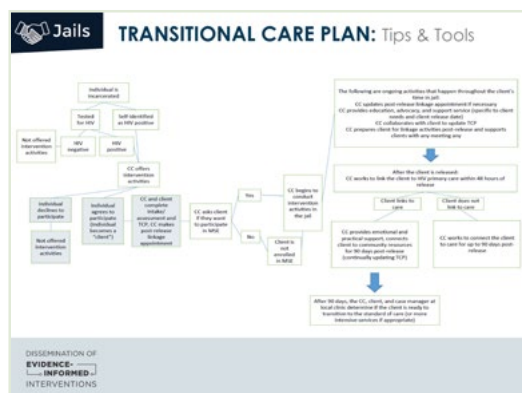 Jails
TRANSITIONAL CARE PLAN: Tips & Tools
Individual is
incarcerated
Tested
for HIV
Self identified
as HIV positive
Not offered
intervention
activities
HIV
negative
HIV
positive
CC offers
intervention
activities
Individual
declines to
participate
Not offered
intervention
activities
Individual
agrees to
participate
(individual
becomes a
"client")
CC and client
complete
intake/
assessment and
TCP; CC makes
post-release
linkage
appointment
CC asks client
if they want to
participate in
MSE
Yes
No
Client is
not
enrolled in
MSE
CC begins to
conduct
intervention
activities in
the jail
The following are ongoing activities that happen throughout the client's
time in jail:
CC updates post-release linkage appointment if necessary
CC provides education, advocacy, and support service (specific to
client needs and client release date)
CC collaborates with client to update TCP
CC prepares client for linkage activities post-release and supports
clients with any meeting any
After the client is released:
CC works to link the client to HIV primary care within 48 hours of
release
Client links to
care
Client does not
link to care
CC provides emotional and
practical support, connects
client to community resources
for 90 days post-release
(continually updating TCP)
CC works to connect the client
to care for up to 90 days post-
release
After 90 days, the CC, client, and care manager at
local clinic determine if the client is ready to
transition to the standard of care (or more
intensive services if appropriate)
DISSEMINATION OF
EVIDENCE-
INFORMED
INTERVENTIONS